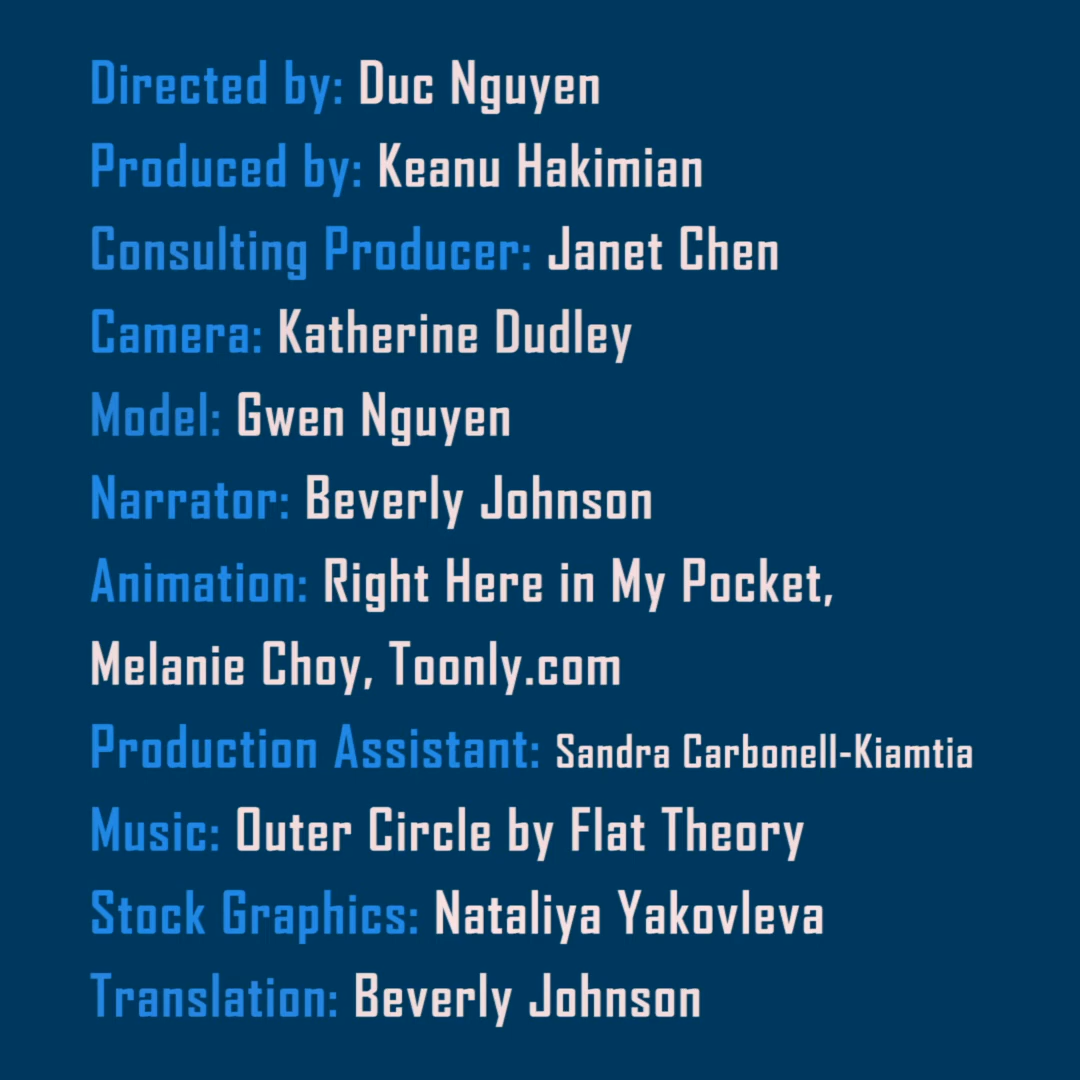 Directed by: Duc Nguyen
Produced by: Keanu Hakimian
Consulting Producer: Janet Chen
Camera: Katherine Dudley
Model: Gwen Nguyen
Narrator: Beverly Johnson
Animation: Right Here in My Pocket,
Melanie Choy, Toonly.com
Production Assistant: Sandra Carbonell-Kiamtia
Music: Outer Circle by Flat Theory
Stock Graphics: Nataliya Yakovleva
Translation: Beverly Johnson